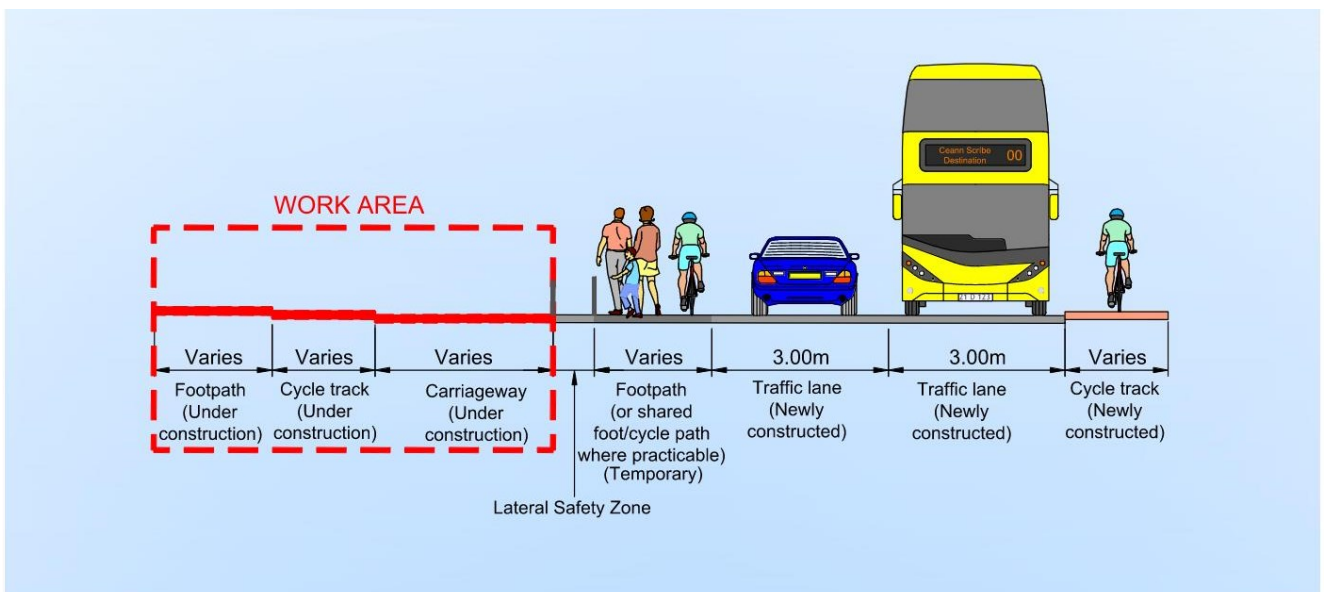 WORK AREA
Ceann Scríbe
Destination
00
Varies
Varies
Varies
Varies
3.00m
3.00m
Varies
Footpath
(Under
construction)
Cycle track
(Under
construction)
Carriageway
(Under
construction)
Footpath
(or shared
foot/cycle path
where practicable)
(Temporary)
Traffic lane
(Newly
constructed)
Traffic lane
(Newly
constructed)
Cycle track
(Newly
constructed)
Lateral Safety Zone